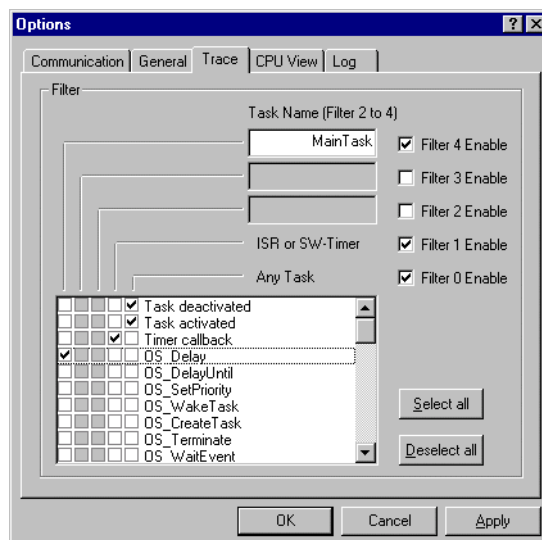 Options
Communication General Trace CPU View Log
Filter
Task Name (Filter 2 to 4)
MainTask Filter 4 Enable
Filter 3 Enable
Filter 2 Enable
ISR or SW-Timer Filter 1 Enable
Any Task Filter 0 Enable
Task deactivated
Task activated
Timer callback
OS_Delay
OS_DelayUntil
OS_SetPriority
OS_WakeTask
OS_CreateTask
OS_Terminate
OS_WaitEvent
Select all
Deselect all
OK Cancel Apply